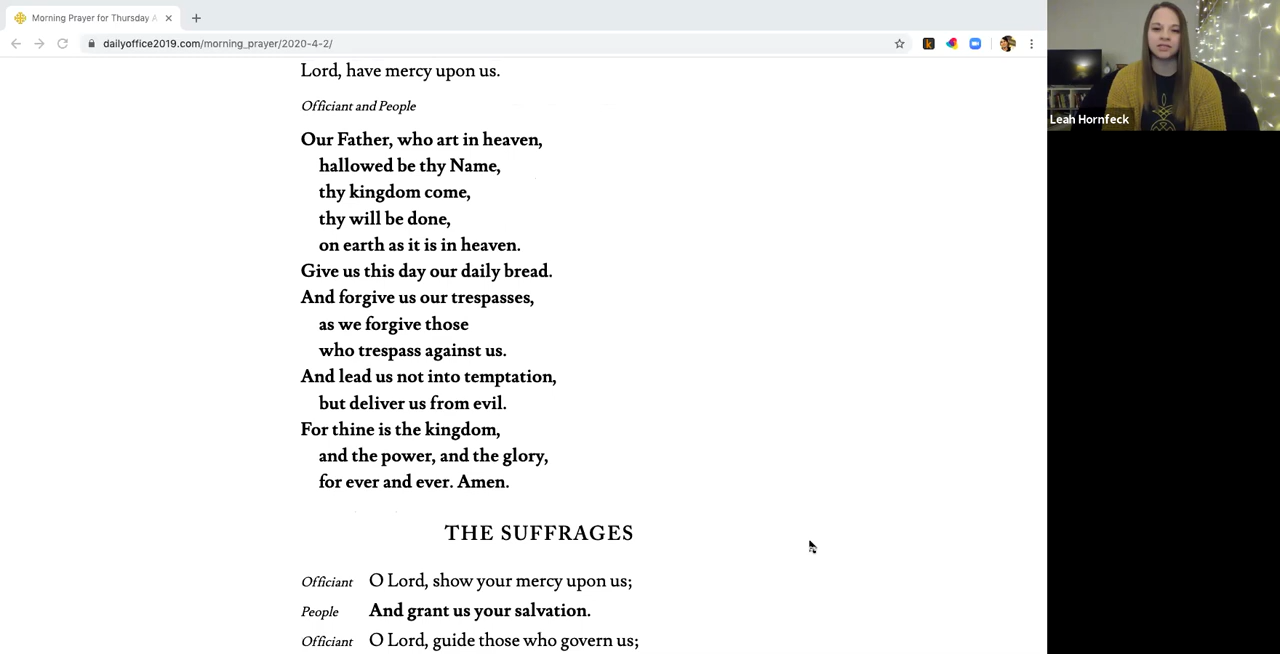 Morning Prayer for Thursday A
dailyoffice2019.com/morning_prayer/2020-4-2/
Leah Hornfeck
Lord, have mercy upon us.
Officiant and People
Our Father, who art in heaven,
hallowed be thy Name,
thy kingdom come,
thy will be done,
on earth as it is in heaven.
Give us this day our daily bread.
And forgive us our trespasses,
as we forgive those
who trespass against us.
And lead us not into temptation,
but deliver us from evil.
For thine is the kingdom,
and the power, and the glory,
for ever and ever. Amen.
THE SUFFRAGES
Officiant O Lord, show your mercy upon us;
People And grant us your salvation.
Officiant O Lord, guide those who govern us;